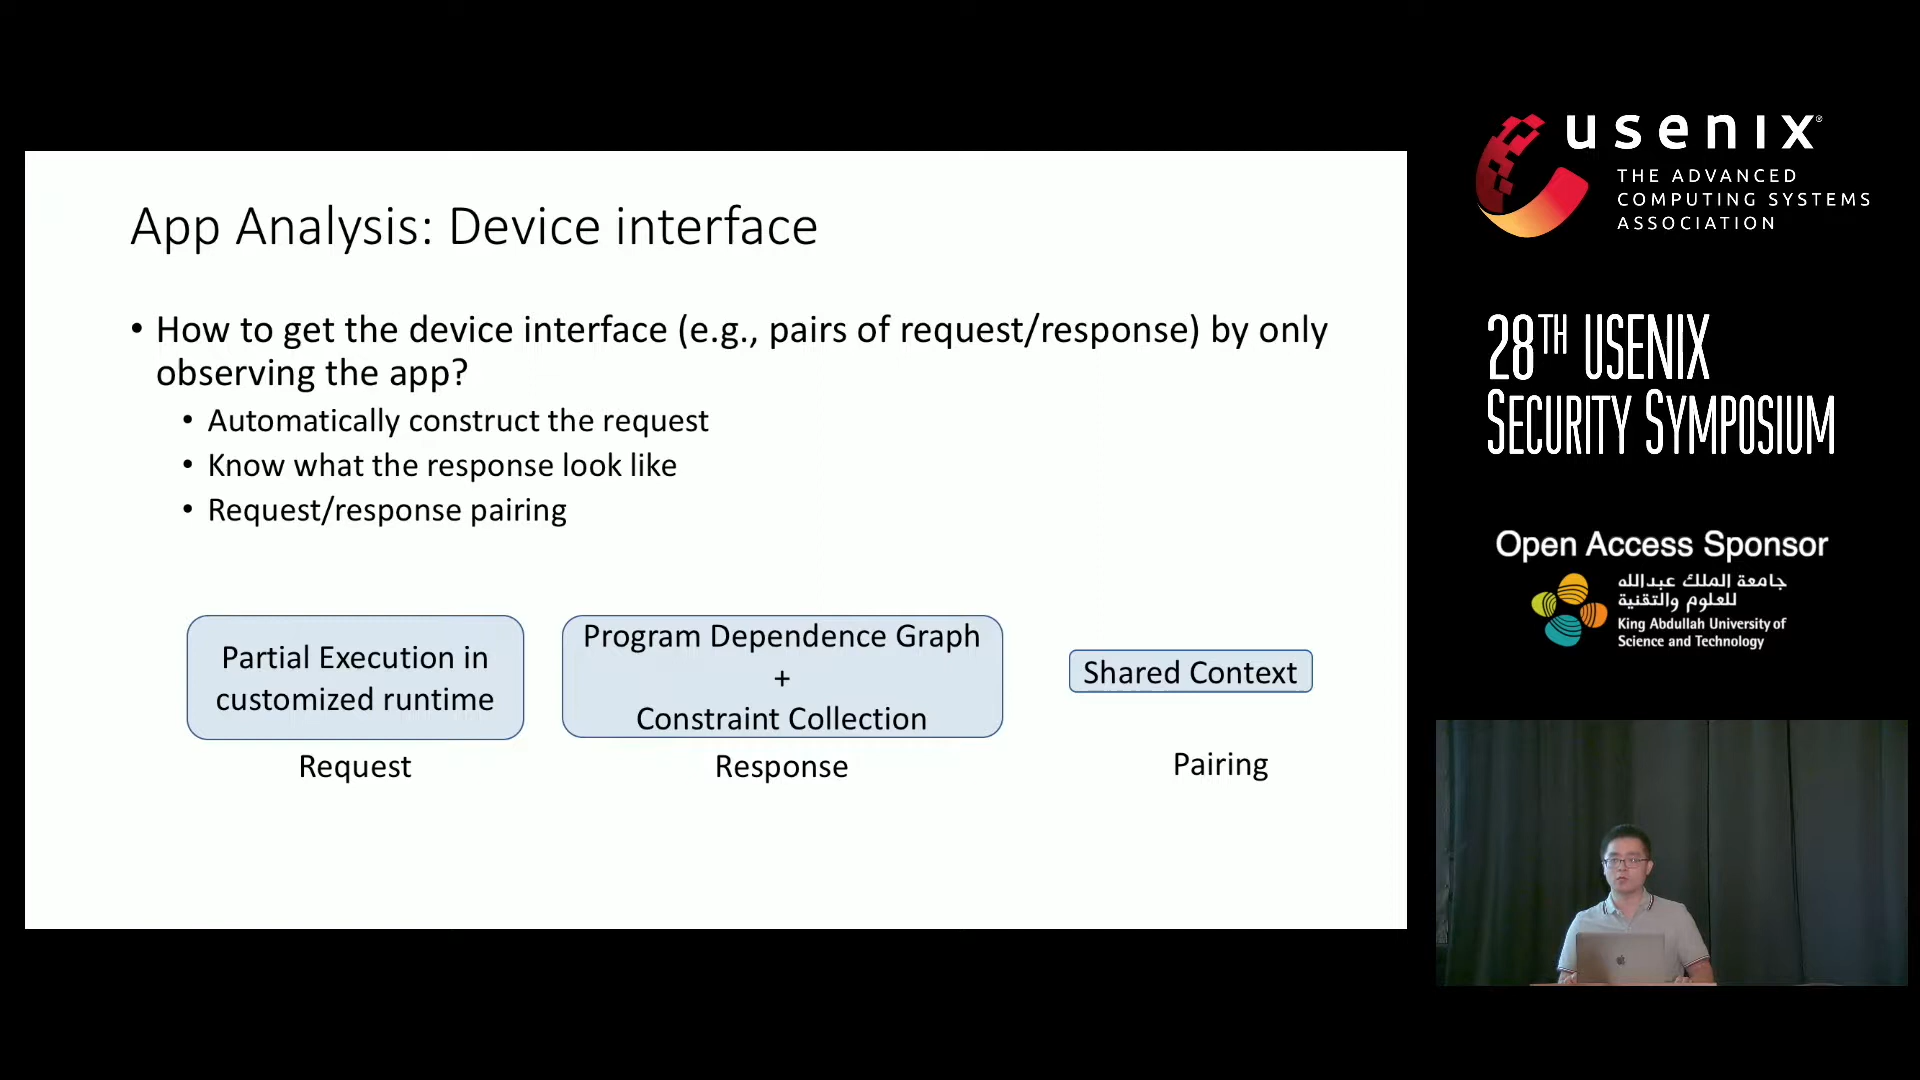 App Analysis: Device interface
• How to get the device interface (e.g., pairs of request/response) by only
observing the app?
• Automatically construct the request
• Know what the response look like
• Request/response pairing
Partial Execution in
customized runtime
Request
Program Dependence Graph
+
Constraint Collection
Response
Shared Context
Pairing
usenix®
THE ADVANCED
COMPUTING SYSTEMS
ASSOCIATION
28TH USENIX
SECURITY SYMPOSIUM
Open Access Sponsor
جامعة الملك عبدالله
للعلوم والتقنية
King Abdullah University of
Science and Technology